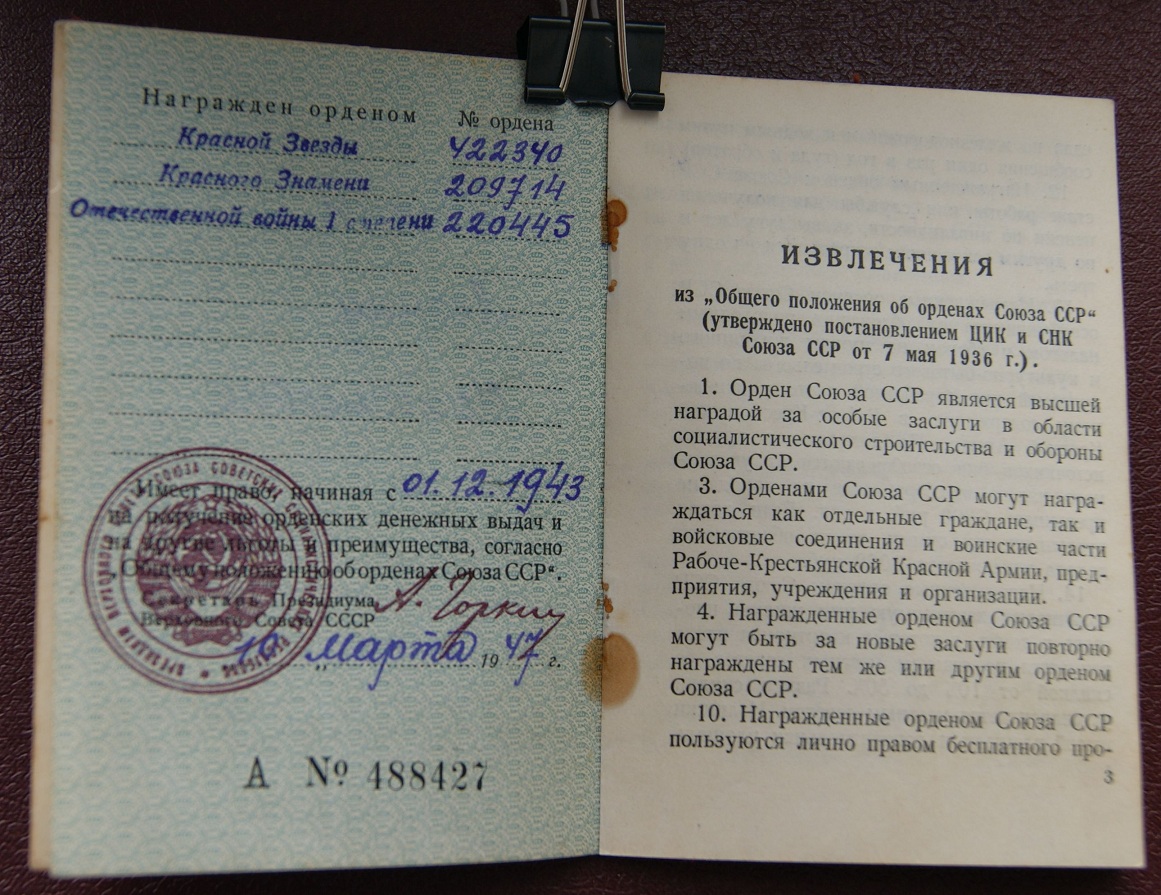 Награжден орденом № ордена
Красной Звезды 422340
Красного Знамени 209714
Отечественной войны I степени 220445
Имеет право начиная с 01.12.1943
на получение орденских денежных выдач и
на другие льготы и преимущества, согласно
„Общему положению об орденах Союза ССР“.
Секретарь Президиума А. Горкин
Верховного Совета СССР
Марта 1947 г.
А № 488427
ИЗВЛЕЧЕНИЯ
из „Общего положения об орденах Союза ССР“
(утверждено постановлением ЦИК и СНК
Союза ССР от 7 мая 1936 г.).
1. Орден Союза ССР является высшей
наградой за особые заслуги в области
социалистического строительства и обороны
Союза ССР.
3. Орденами Союза ССР могут награ-
ждаться как отдельные граждане, так и
войсковые соединения и воинские части
Рабоче-Крестьянской Красной Армии, пред-
приятия, учреждения и организации.
4. Награжденные орденом Союза ССР
могут быть за новые заслуги повторно
награждены тем же или другим орденом
Союза ССР.
10. Награжденные орденом Союза ССР
пользуются лично правом бесплатного про-
3